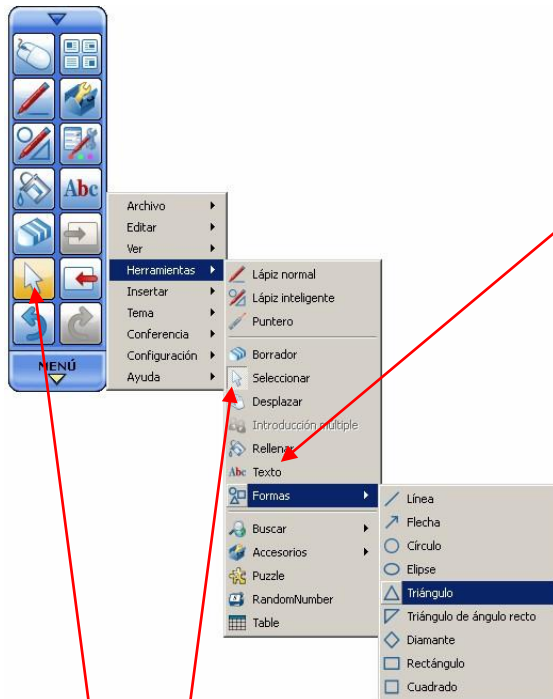 Abc
MENÚ
Archivo
Editar
Ver
Herramientas
Insertar
Tema
Conferencia
Configuración
Ayuda
Lápiz normal
Lápiz inteligente
Puntero
Borrador
Seleccionar
Desplazar
Introducción múltiple
Rellenar
Abc Texto
Formas
Buscar
Accesorios
Puzzle
RandomNumber
Table
Línea
Flecha
Círculo
Elipse
Triángulo
Triángulo de ángulo recto
Diamante
Rectángulo
Cuadrado